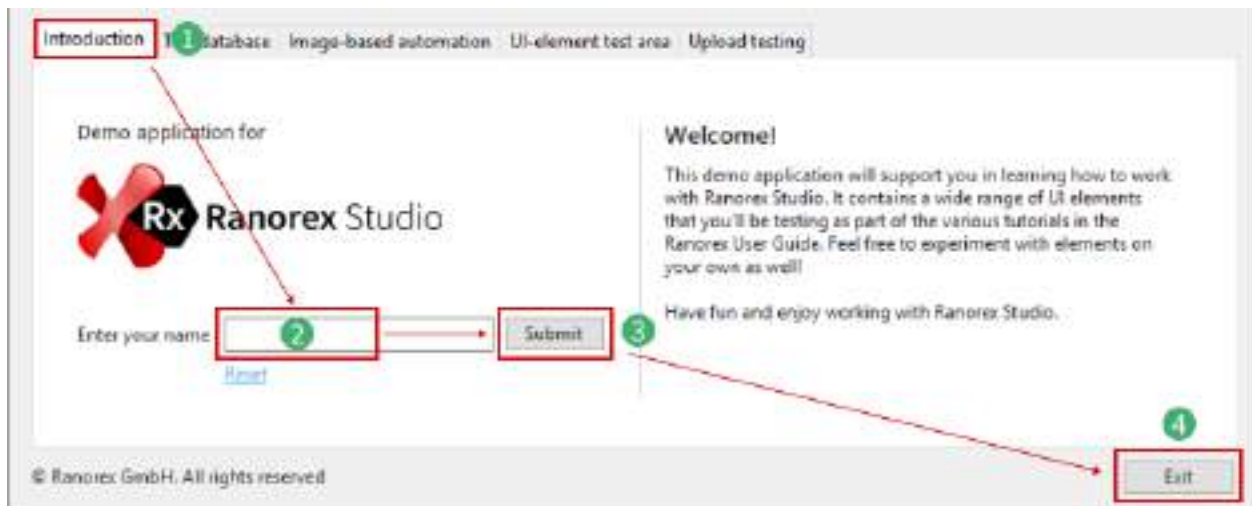 Introduction
1
database
Image-based automation
UI-element test area
Upload testing
Demo application for
Rx Ranorex Studio
Enter your name
2
Submit
3
Reset
Welcome!
This demo application will support you in learning how to work
with Ranorex Studio. It contains a wide range of UI elements
that you'll be testing as part of the various tutorials in the
Ranorex User Guide. Feel free to experiment with elements on
your own as well!
Have fun and enjoy working with Ranorex Studio.
4
© Ranorex GmbH. All rights reserved
Exit